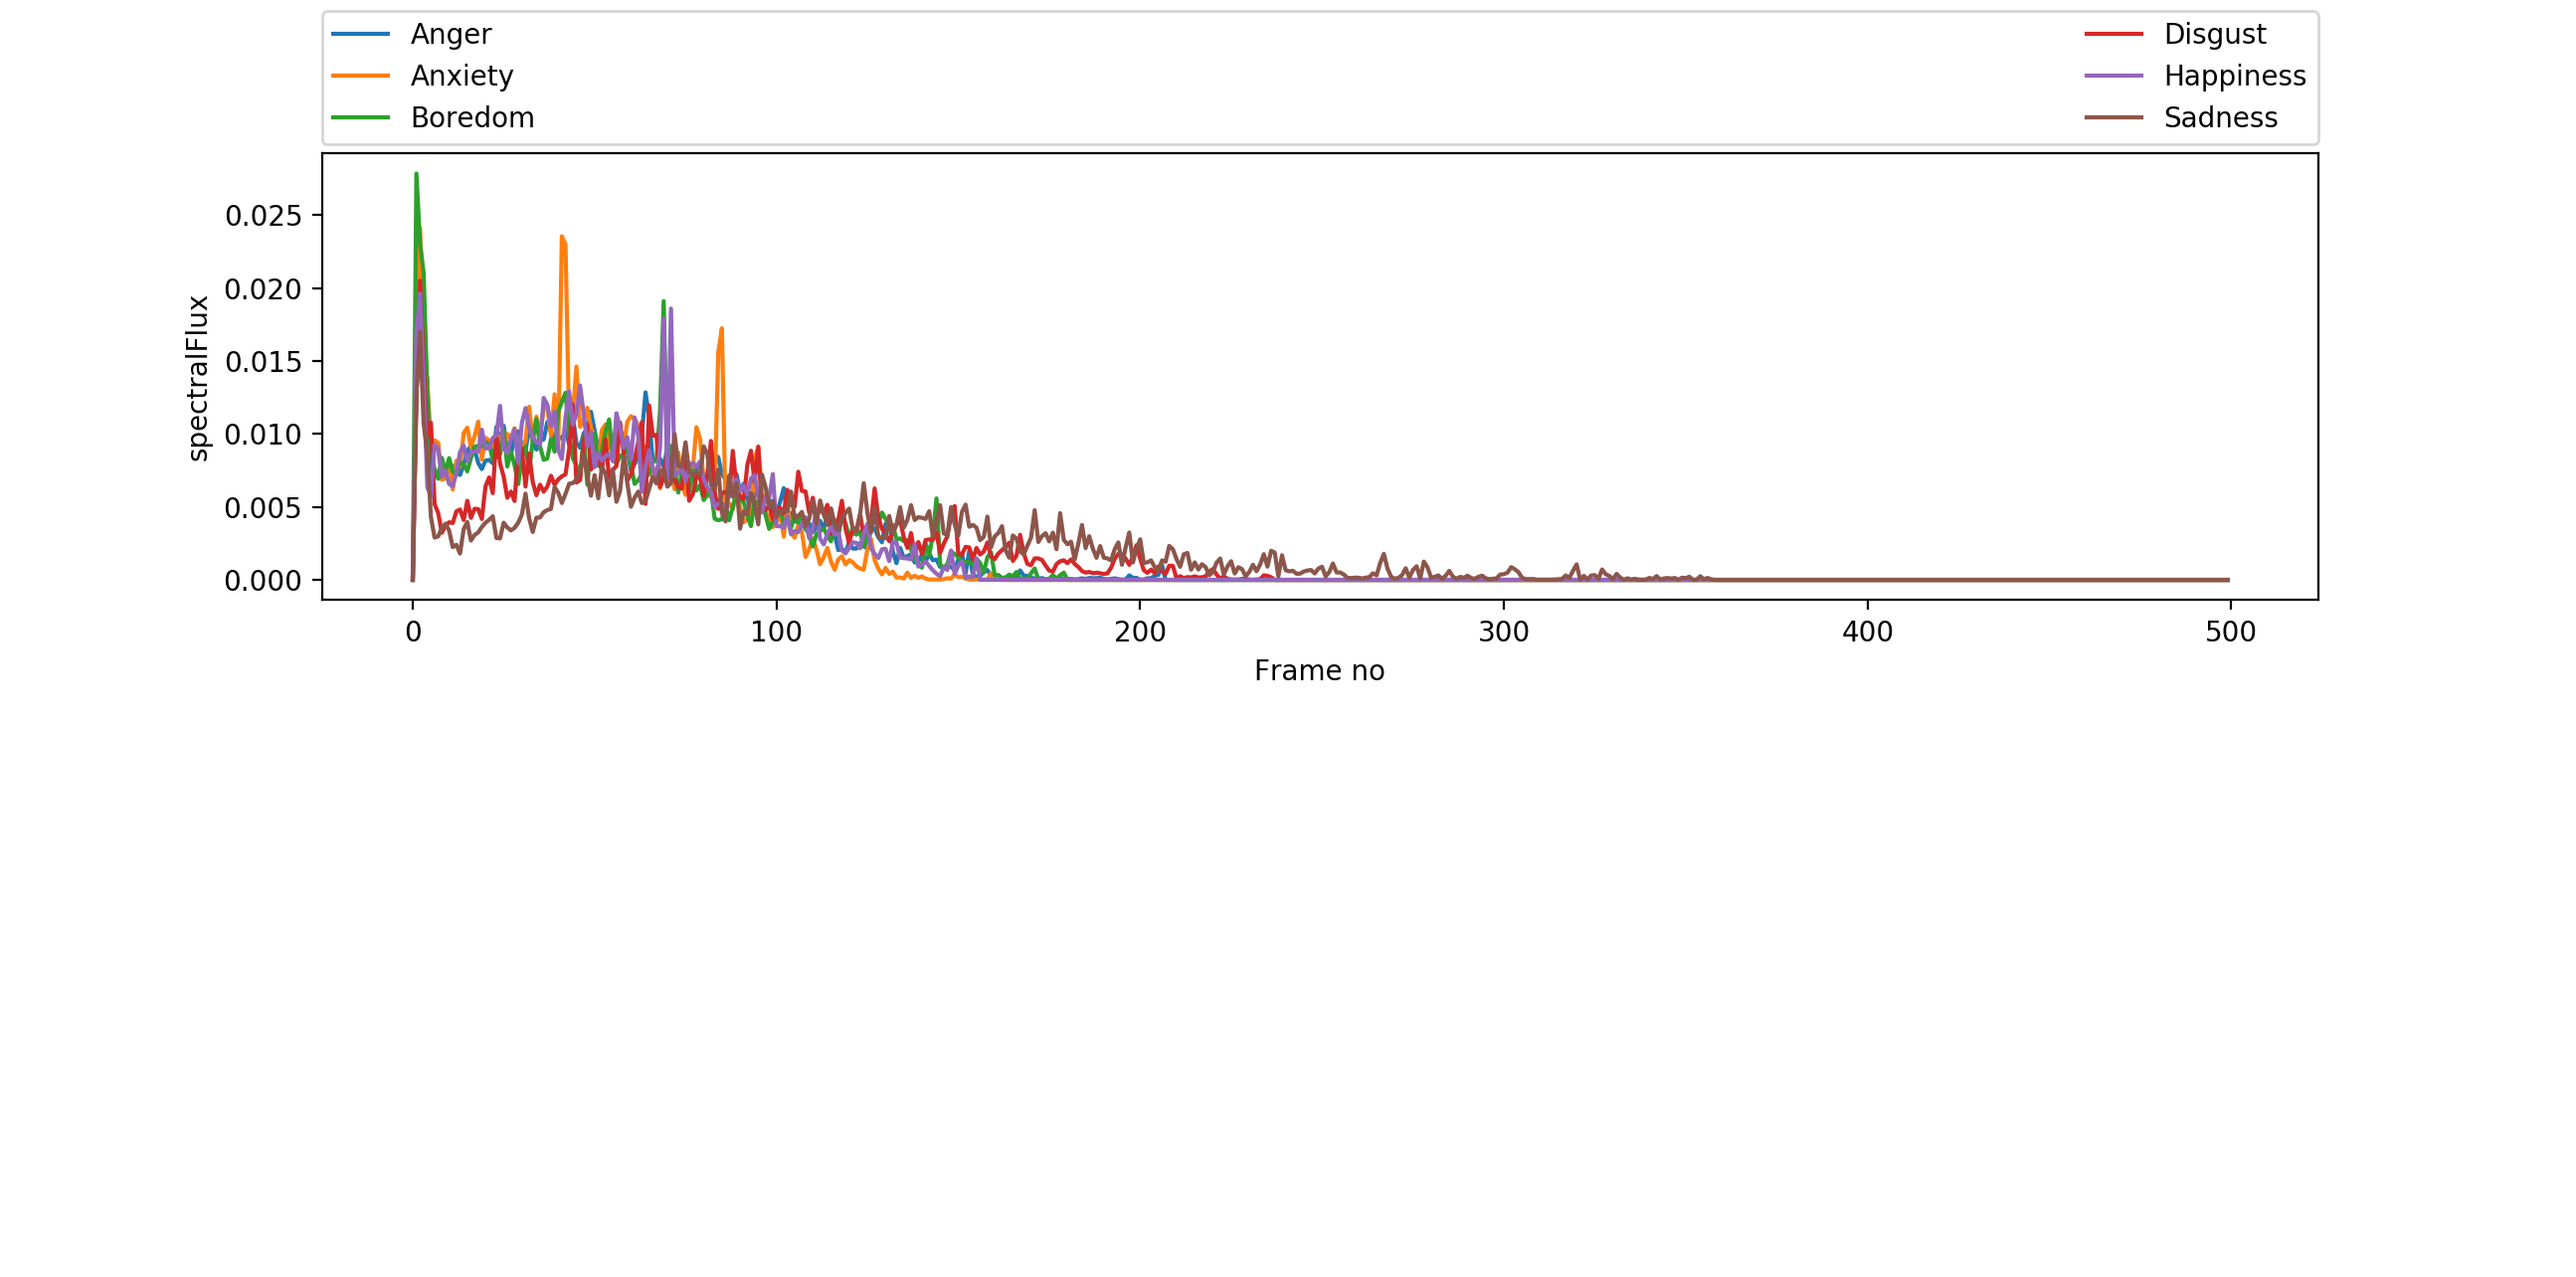 Anger
Anxiety
Boredom
Disgust
Happiness
Sadness
spectralFlux
0.025
0.020
0.015
0.010
0.005
0.000
0 100 200 300 400 500
Frame no